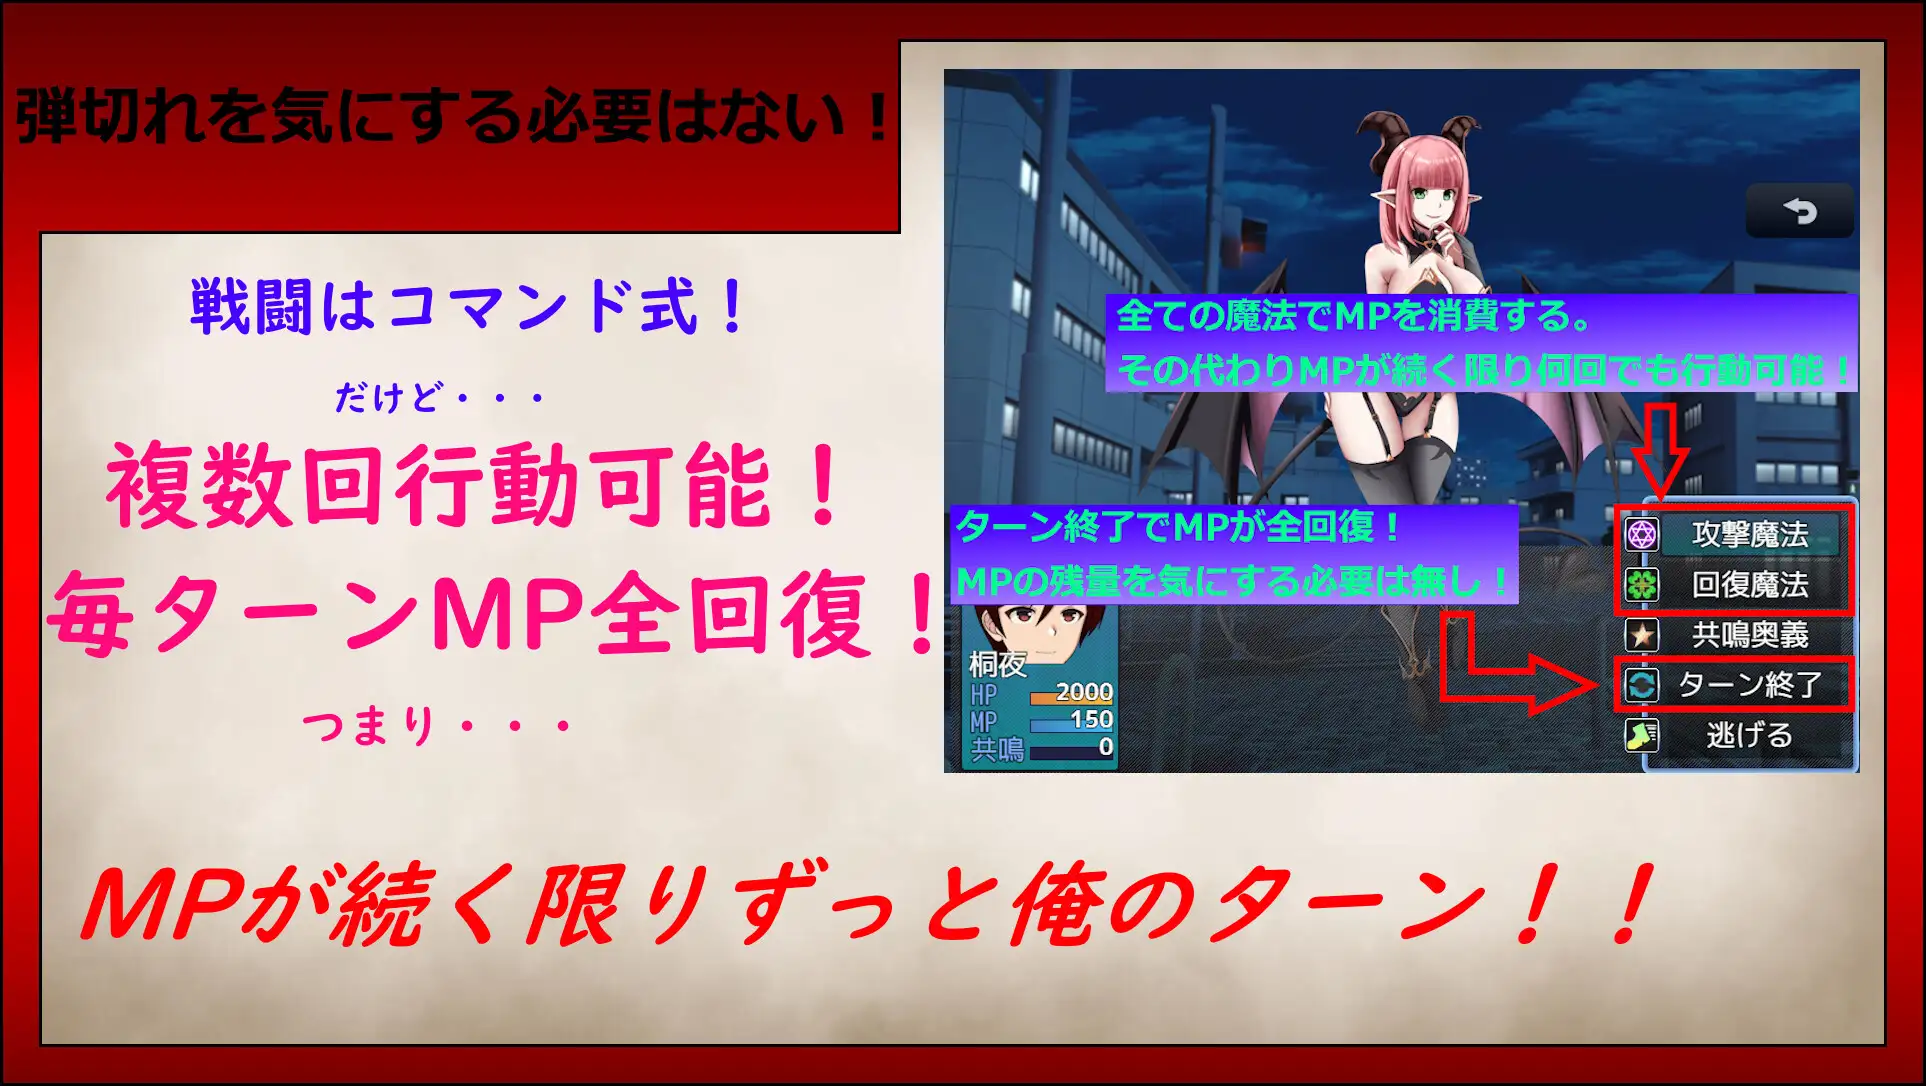 弾切れを気にする必要はない！
戦闘はコマンド式！
だけど・・・
複数回行動可能！
毎ターンMP全回復！
つまり・・・
MPが続く限りずっと俺のターン！！
全ての魔法でMPを消費する。
その代わりMPが続く限り何回でも行動可能！
ターン終了でMPが全回復！
MPの残量を気にする必要は無し！
攻撃魔法
回復魔法
共鳴奥義
ターン終了
逃げる
桐夜
HP 2000
MP 150
共鳴 0